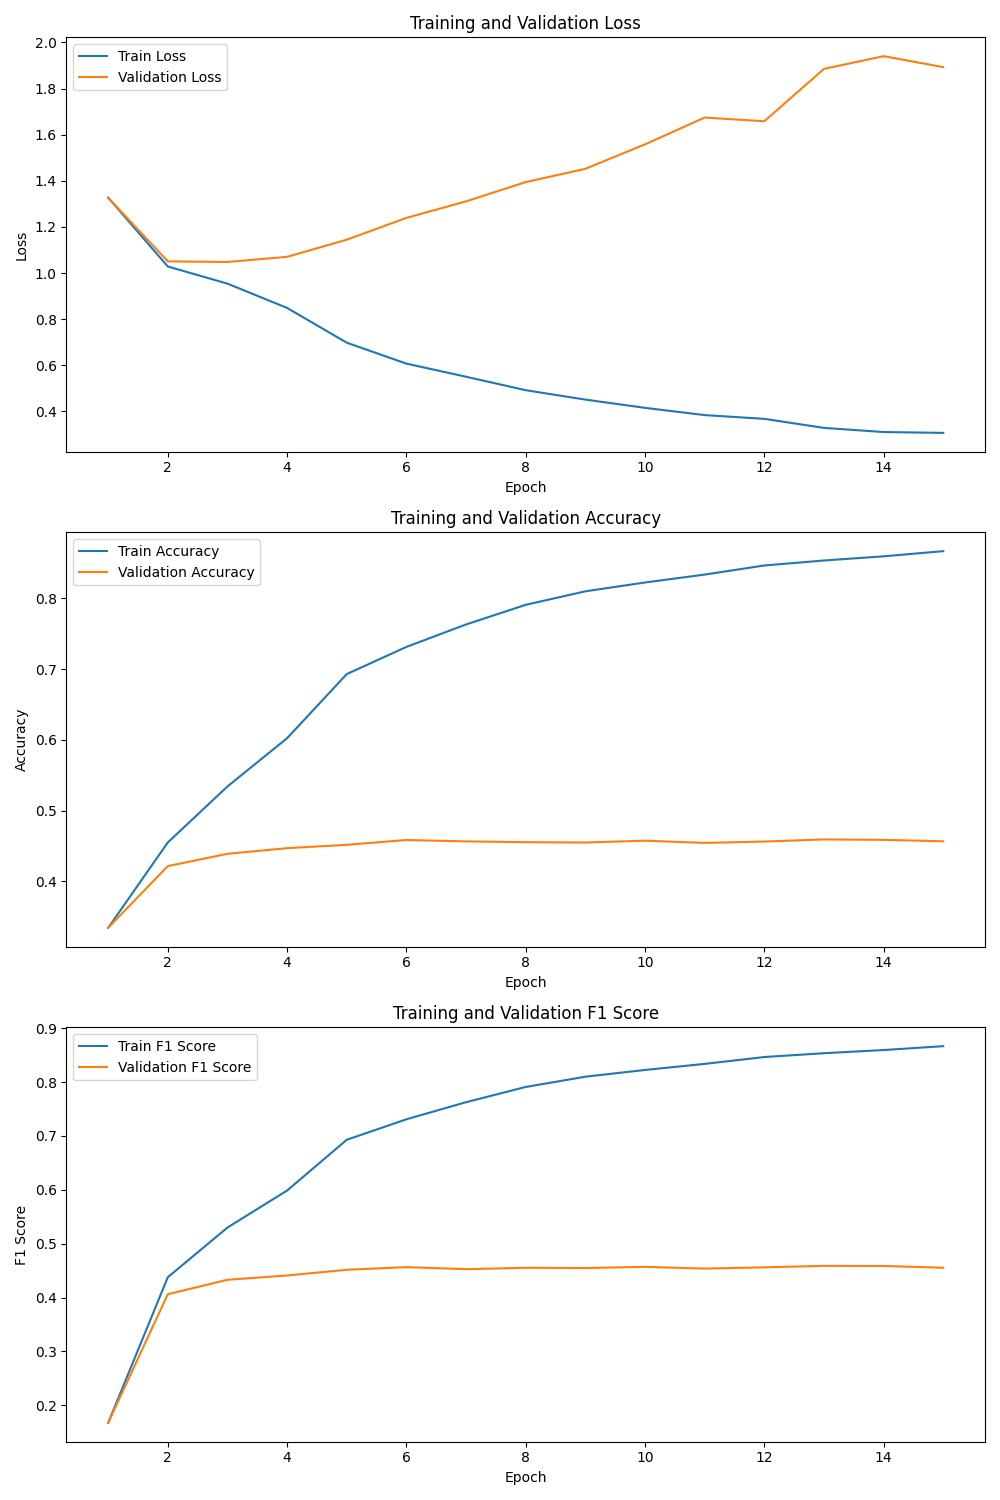 Training and Validation Loss
Train Loss
Validation Loss
2.0
1.8
1.6
1.4
1.2
1.0
0.8
0.6
0.4
Loss
2 4 6 8 10 12 14
Epoch
Training and Validation Accuracy
Train Accuracy
Validation Accuracy
0.8
0.7
0.6
0.5
0.4
Accuracy
2 4 6 8 10 12 14
Epoch
Training and Validation F1 Score
Train F1 Score
Validation F1 Score
0.9
0.8
0.7
0.6
0.5
0.4
0.3
0.2
F1 Score
2 4 6 8 10 12 14
Epoch